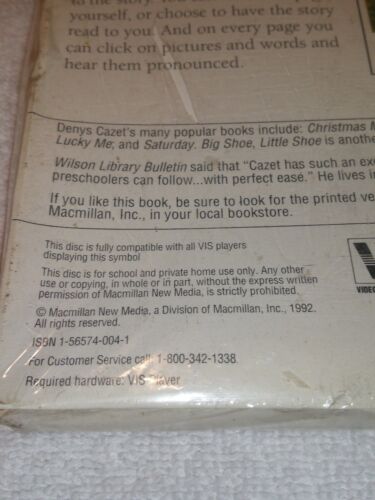 to the story. You
yourself, or choose to have the story
read to you. And on every page you
can click on pictures and words and
hear them pronounced.
Denys Cazet's many popular books include: Christmas M
Lucky Me; and Saturday. Big Shoe, Little Shoe is anothe
Wilson Library Bulletin said that "Cazet has such an ex
preschoolers can follow...with perfect ease." He lives i
If you like this book, be sure to look for the printed ve
Macmillan, Inc., in your local bookstore.
This disc is fully compatible with all VIS players
displaying this symbol
V
VIDEO
This disc is for school and private home use only. Any other
use or copying, in whole or in part, without the express written
permission of Macmillan New Media, is strictly prohibited.
© Macmillan New Media, a Division of Macmillan, Inc., 1992.
All rights reserved.
ISBN 1-56574-004-1
For Customer Service call: 1-800-342-1338.
Required hardware: VIS Player